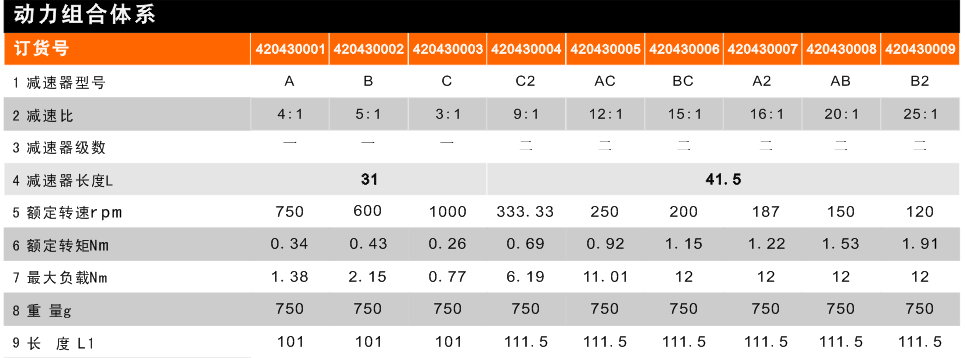 动力组合体系
订货号 420430001 420430002 420430003 420430004 420430005 420430006 420430007 420430008 420430009
1 减速器型号 A B C C2 AC BC A2 AB B2
2 减速比 4:1 5:1 3:1 9:1 12:1 15:1 16:1 20:1 25:1
3 减速器级数 一 一 一 二 二 二 二 二 二
4 减速器长度L 31 41.5
5 额定转速rpm 750 600 1000 333.33 250 200 187 150 120
6 额定转矩Nm 0.34 0.43 0.26 0.69 0.92 1.15 1.22 1.53 1.91
7 最大负载Nm 1.38 2.15 0.77 6.19 11.01 12 12 12 12
8 重 量g 750 750 750 750 750 750 750 750 750
9 长 度 L1 101 101 101 111.5 111.5 111.5 111.5 111.5 111.5